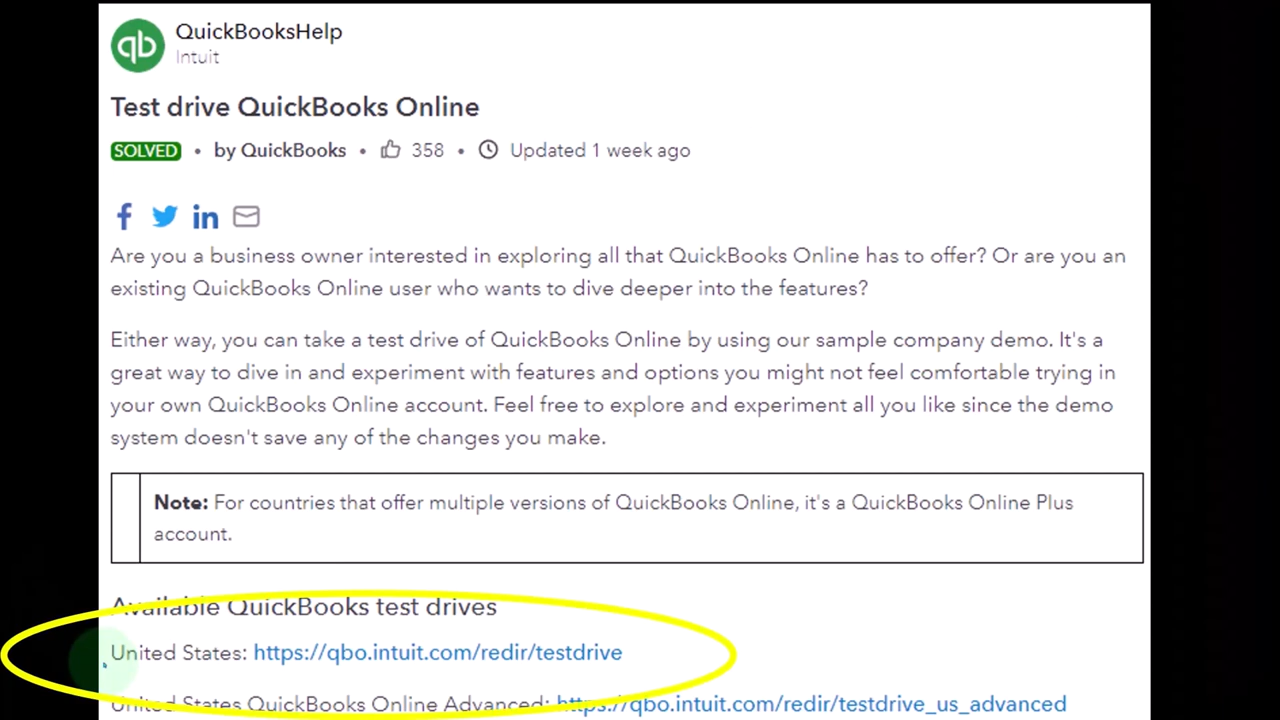 qb QuickBooksHelp
Intuit
Test drive QuickBooks Online
SOLVED • by QuickBooks • 358 • Updated 1 week ago
f in
Are you a business owner interested in exploring all that QuickBooks Online has to offer? Or are you an
existing QuickBooks Online user who wants to dive deeper into the features?
Either way, you can take a test drive of QuickBooks Online by using our sample company demo. It's a
great way to dive in and experiment with features and options you might not feel comfortable trying in
your own QuickBooks Online account. Feel free to explore and experiment all you like since the demo
system doesn't save any of the changes you make.
Note: For countries that offer multiple versions of QuickBooks Online, it's a QuickBooks Online Plus
account.
Available QuickBooks test drives
United States: https://qbo.intuit.com/redir/testdrive
United States QuickBooks Online Advanced: https://qbo.intuit.com/redir/testdrive_us_advanced